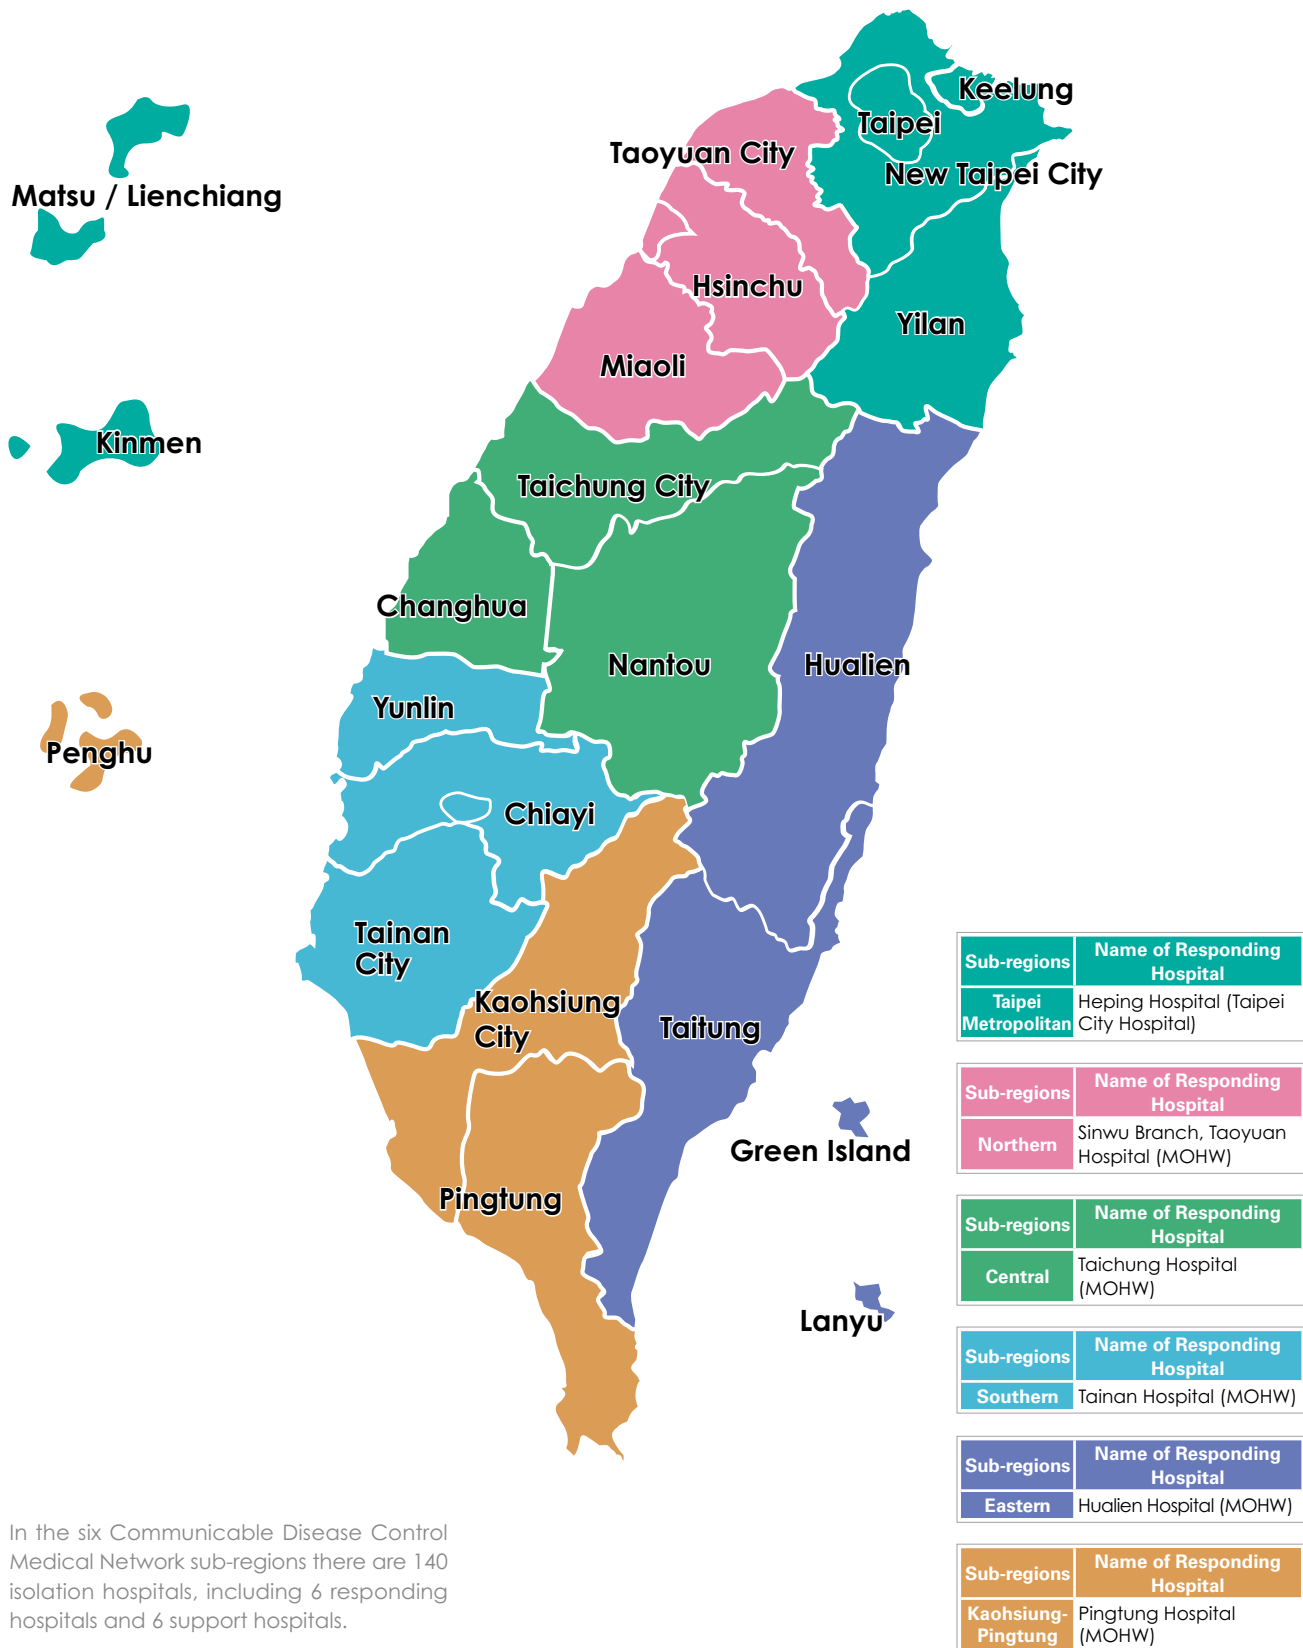 Keelung
Taipei
Taoyuan City
New Taipei City
Matsu / Lienchiang
Hsinchu
Yilan
Miaoli
Kinmen
Taichung City
Changhua
Nantou
Hualien
Yunlin
Penghu
Chiayi
Tainan
City
Kaohsiung
City
Taitung
Green Island
Pingtung
Lanyu
Sub-regions
Name of Responding
Hospital
Taipei
Metropolitan
Heping Hospital (Taipei
City Hospital)
Sub-regions
Name of Responding
Hospital
Northern
Sinwu Branch, Taoyuan
Hospital (MOHW)
Sub-regions
Name of Responding
Hospital
Central
Taichung Hospital
(MOHW)
Sub-regions
Name of Responding
Hospital
Southern
Tainan Hospital (MOHW)
Sub-regions
Name of Responding
Hospital
Eastern
Hualien Hospital (MOHW)
Sub-regions
Name of Responding
Hospital
Kaohsiung-
Pingtung
Pingtung Hospital
(MOHW)
In the six Communicable Disease Control
Medical Network sub-regions there are 140
isolation hospitals, including 6 responding
hospitals and 6 support hospitals.